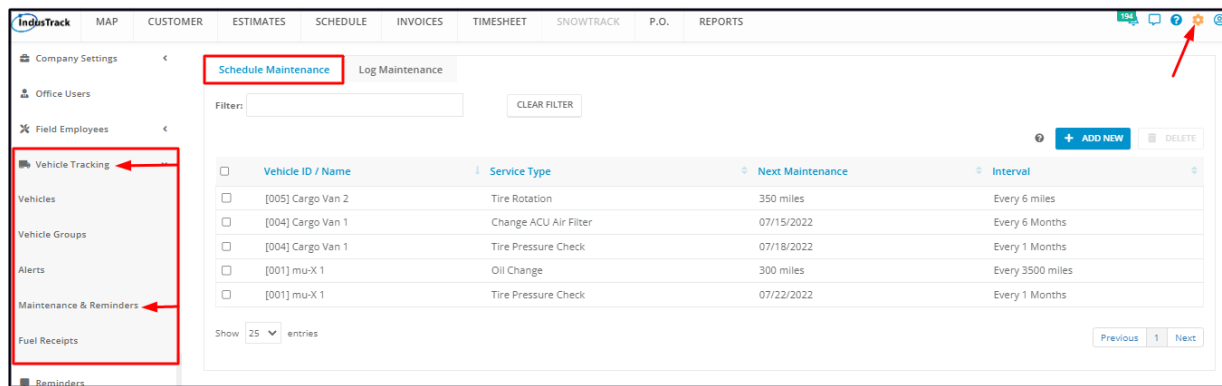 IndusTrack MAP CUSTOMER ESTIMATES SCHEDULE INVOICES TIMESHEET SNOWTRACK P.O. REPORTS 194
Company Settings
Office Users
Field Employees
Vehicle Tracking
Vehicles
Vehicle Groups
Alerts
Maintenance & Reminders
Fuel Receipts
Reminders
Schedule Maintenance Log Maintenance
Filter: CLEAR FILTER
? + ADD NEW DELETE
Vehicle ID / Name Service Type Next Maintenance Interval
[005] Cargo Van 2 Tire Rotation 350 miles Every 6 miles
[004] Cargo Van 1 Change ACU Air Filter 07/15/2022 Every 6 Months
[004] Cargo Van 1 Tire Pressure Check 07/18/2022 Every 1 Months
[001] mu-X 1 Oil Change 300 miles Every 3500 miles
[001] mu-X 1 Tire Pressure Check 07/22/2022 Every 1 Months
Show 25 entries
Previous 1 Next